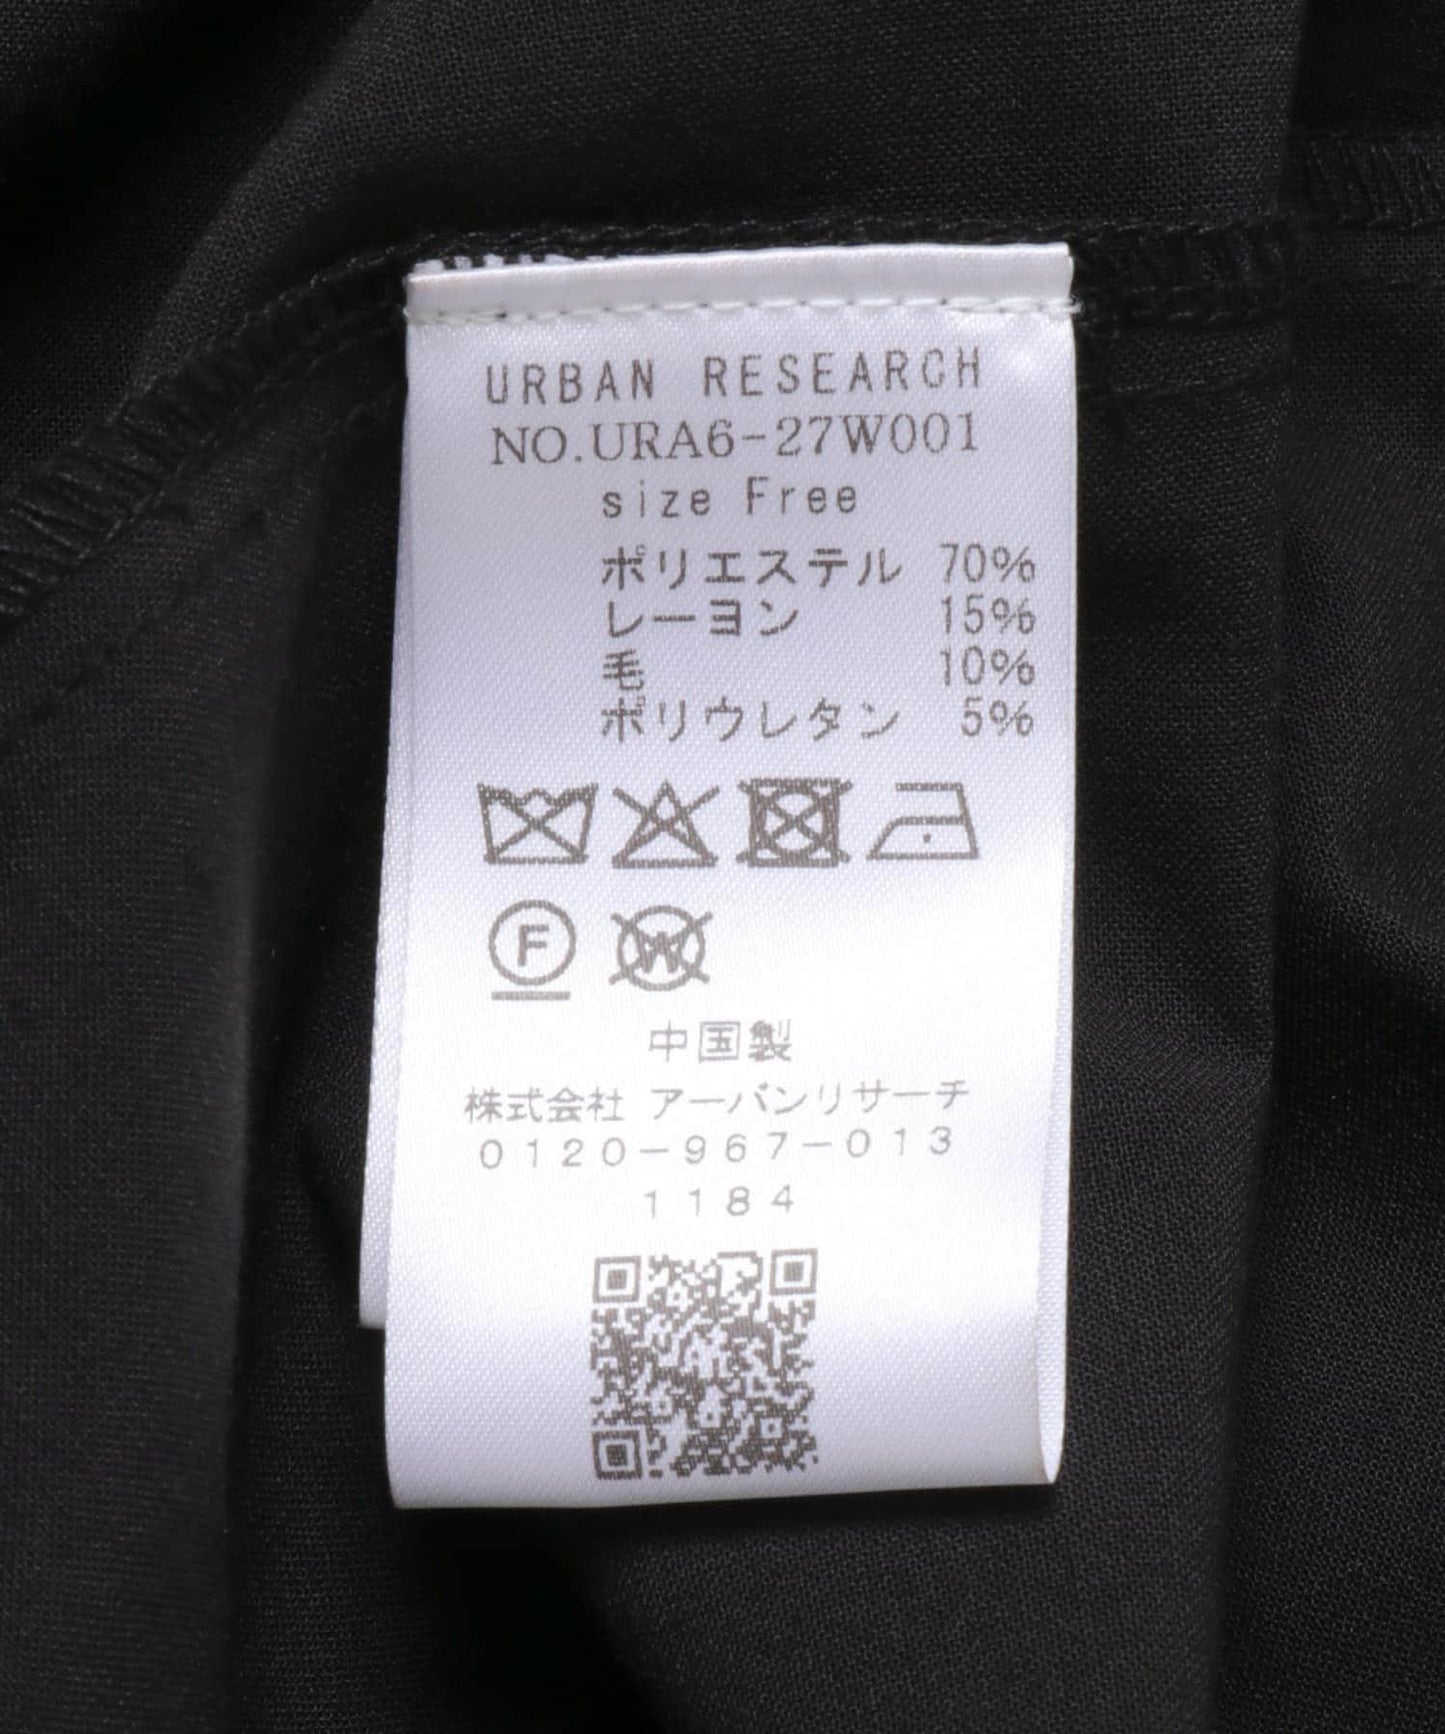 URBAN RESEARCH
NO.URA6-27W001
size Free
ポリエステル 70%
レーヨン 15%
毛 10%
ポリウレタン 5%
F W
中国製
株式会社 アーバンリサーチ
0120-967-013
1184